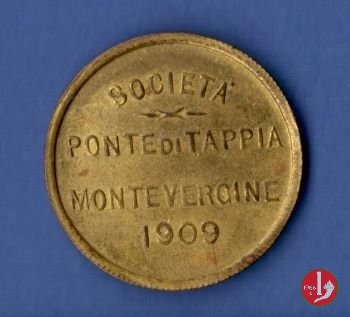 SOCIETÀ
PONTE DI TAPPIA
MONTEVERGINE
1909